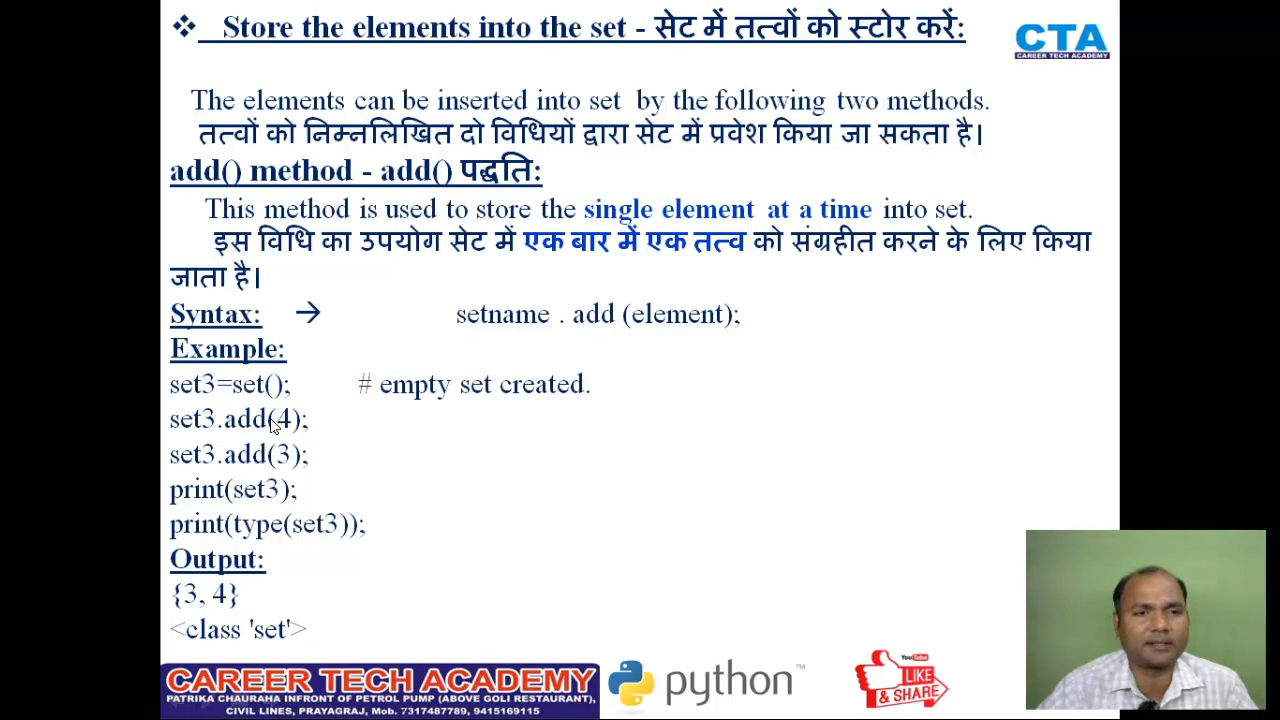 ❖ Store the elements into the set - सेट में तत्वों को स्टोर करें:
CTA
CAREER TECH ACADEMY
The elements can be inserted into set by the following two methods.
तत्वों को निम्नलिखित दो विधियों द्वारा सेट में प्रवेश किया जा सकता है।
add() method - add() पद्धति:
This method is used to store the single element at a time into set.
इस विधि का उपयोग सेट में एक बार में एक तत्व को संग्रहीत करने के लिए किया
जाता है।
Syntax: → setname . add (element);
Example:
set3=set(); # empty set created.
set3.add(4);
set3.add(3);
print(set3);
print(type(set3));
Output:
{3, 4}
<class 'set'>
CAREER TECH ACADEMY
PATRIKA CHAURAHA INFRONT OF PETROL PUMP (ABOVE GOLI RESTAURANT),
CIVIL LINES, PRAYAGRAJ, Mob. 7317487789, 9415169115
python™
YouTube
LIKE
& SHARE